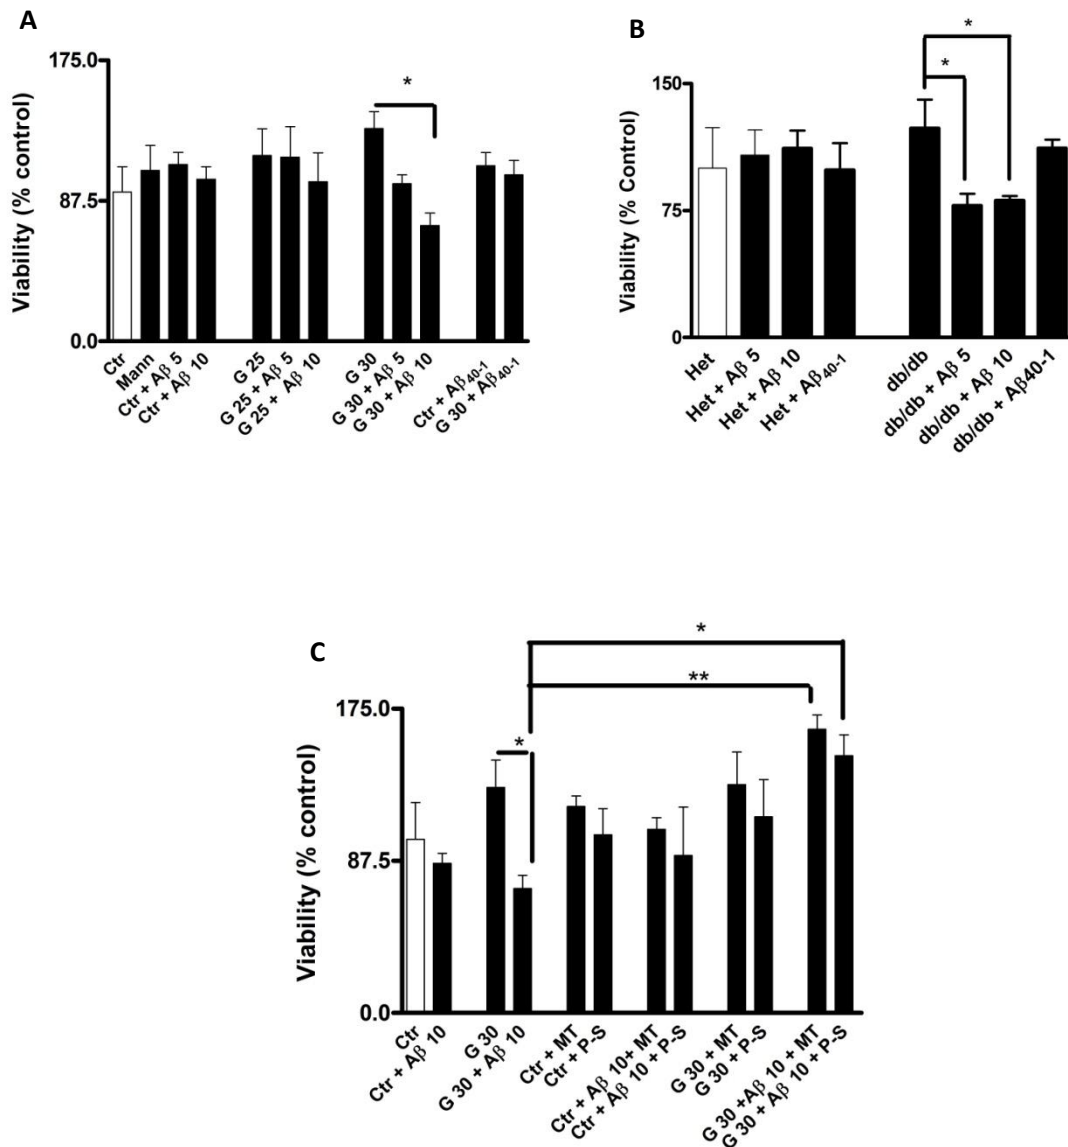 A
Viability (% control)
175.0
87.5
0.0
*
Ctr
Mann
Ctr + Aβ 5
Ctr + Aβ 10
G 25
G 25 + Aβ 5
G 25 + Aβ 10
G 30
G 30 + Aβ 5
G 30 + Aβ 10
Ctr + Aβ40-1
G 30 + Aβ40-1
B
Viability (% Control)
150
75
0
*
*
Het
Het + Aβ 5
Het + Aβ 10
Het + Aβ40-1
db/db
db/db + Aβ 5
db/db + Aβ 10
db/db + Aβ40-1
C
Viability (% control)
175.0
87.5
0.0
*
**
*
Ctr
Ctr + Aβ 10
G 30
G 30 + Aβ 10
Ctr + MT
Ctr + P-S
Ctr + Aβ 10+ MT
Ctr + Aβ 10 + P-S
G 30 + MT
G 30 + P-S
G 30 +Aβ 10+ MT
G 30 + Aβ 10 + P-S